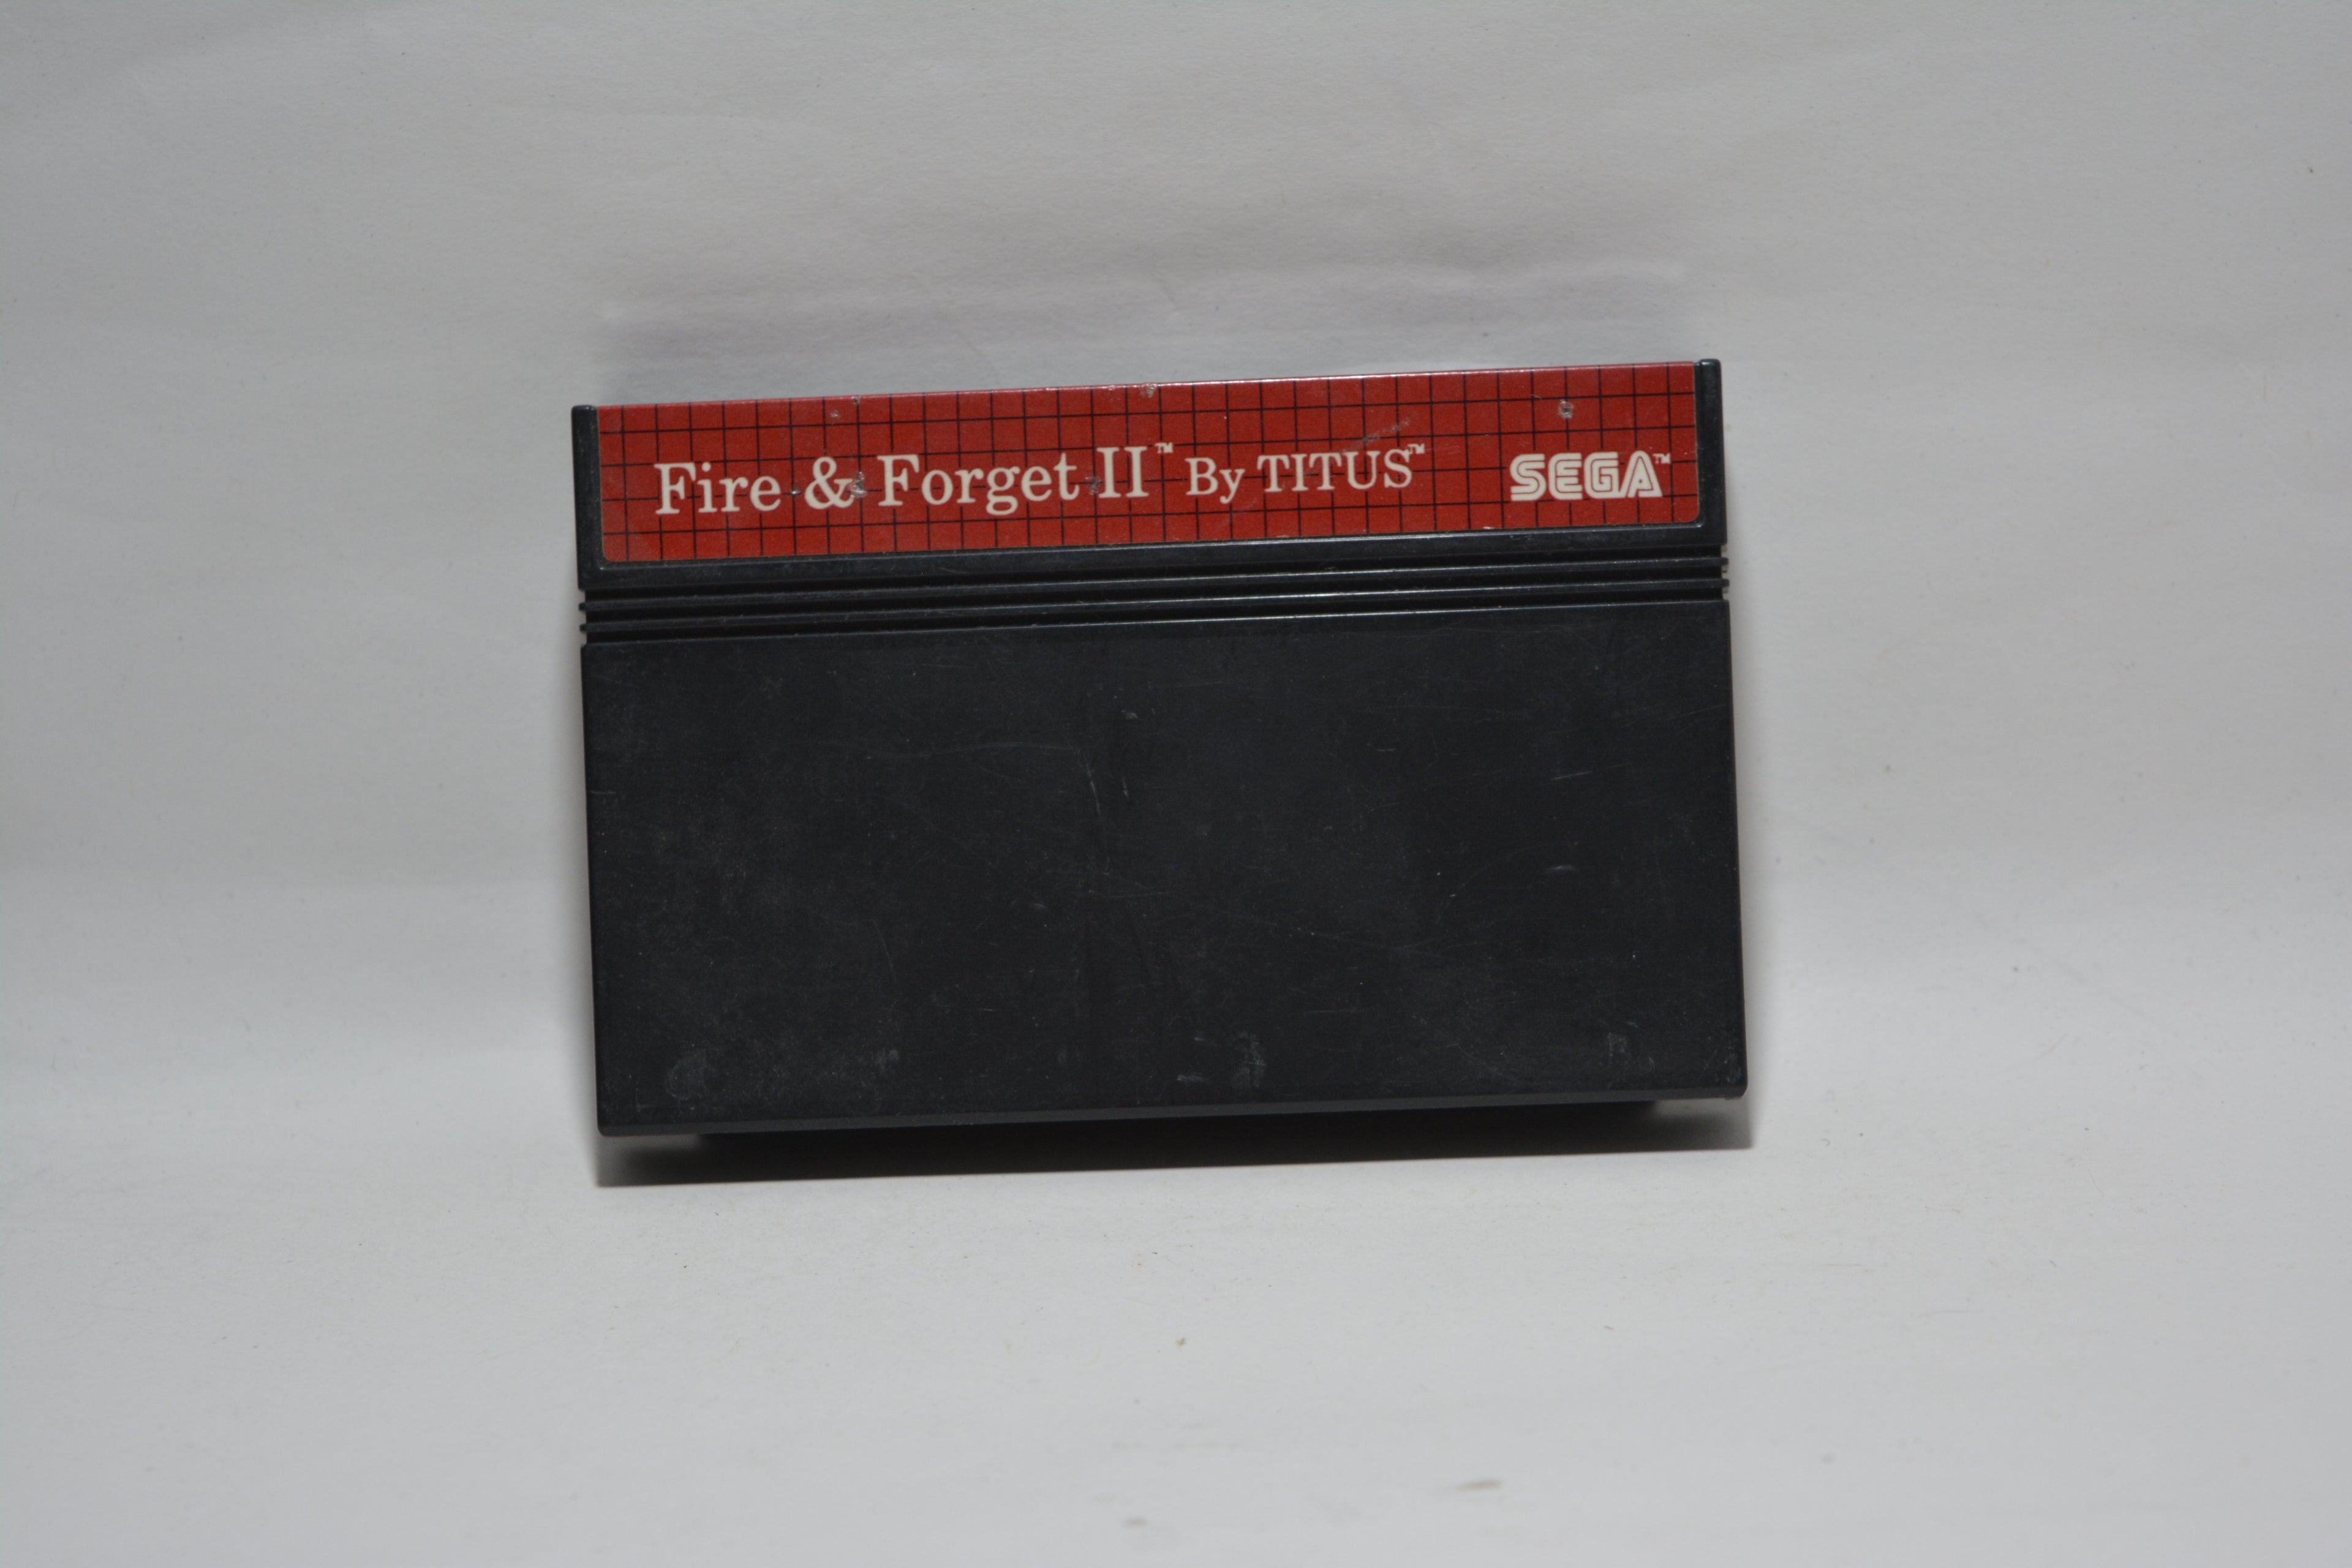 Fire & Forget II™ By TITUS™ SEGA™